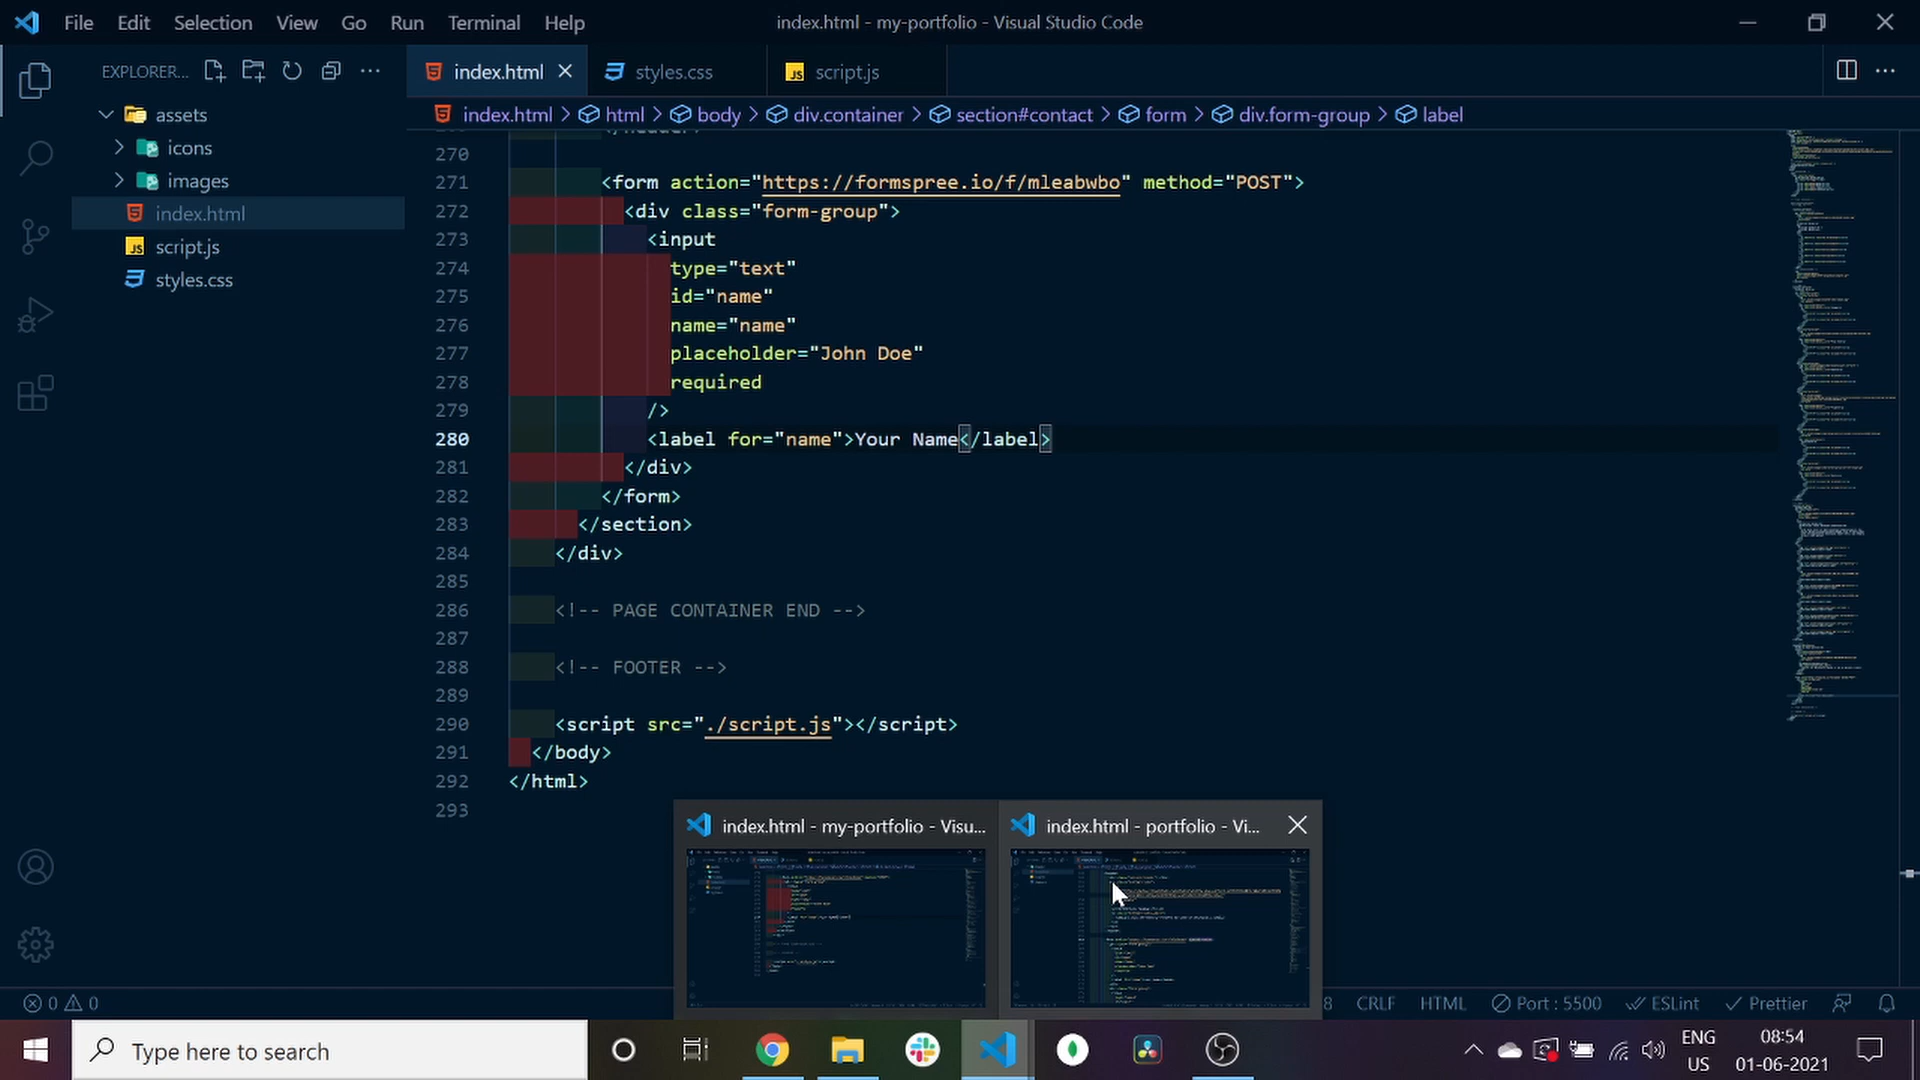 File Edit Selection View Go Run Terminal Help
index.html - my-portfolio - Visual Studio Code
EXPLORER...
index.html
styles.css
script.js
index.html > html > body > div.container > section#contact > form > div.form-group > label
assets
icons
images
index.html
script.js
styles.css
270
271 <form action="https://formspree.io/f/mleabwbo" method="POST">
272 <div class="form-group">
273 <input
274 type="text"
275 id="name"
276 name="name"
277 placeholder="John Doe"
278 required
279 />
280 <label for="name">Your Name</label>
281 </div>
282 </form>
283 </section>
284 </div>
285
286 <!-- PAGE CONTAINER END -->
287
288 <!-- FOOTER -->
289
290 <script src="./script.js"></script>
291 </body>
292 </html>
293
index.html - my-portfolio - Visu...
index.html - portfolio - Vi...
0 0
8 CRLF HTML Port : 5500 ESLint Prettier
Type here to search
ENG
US
08:54
01-06-2021